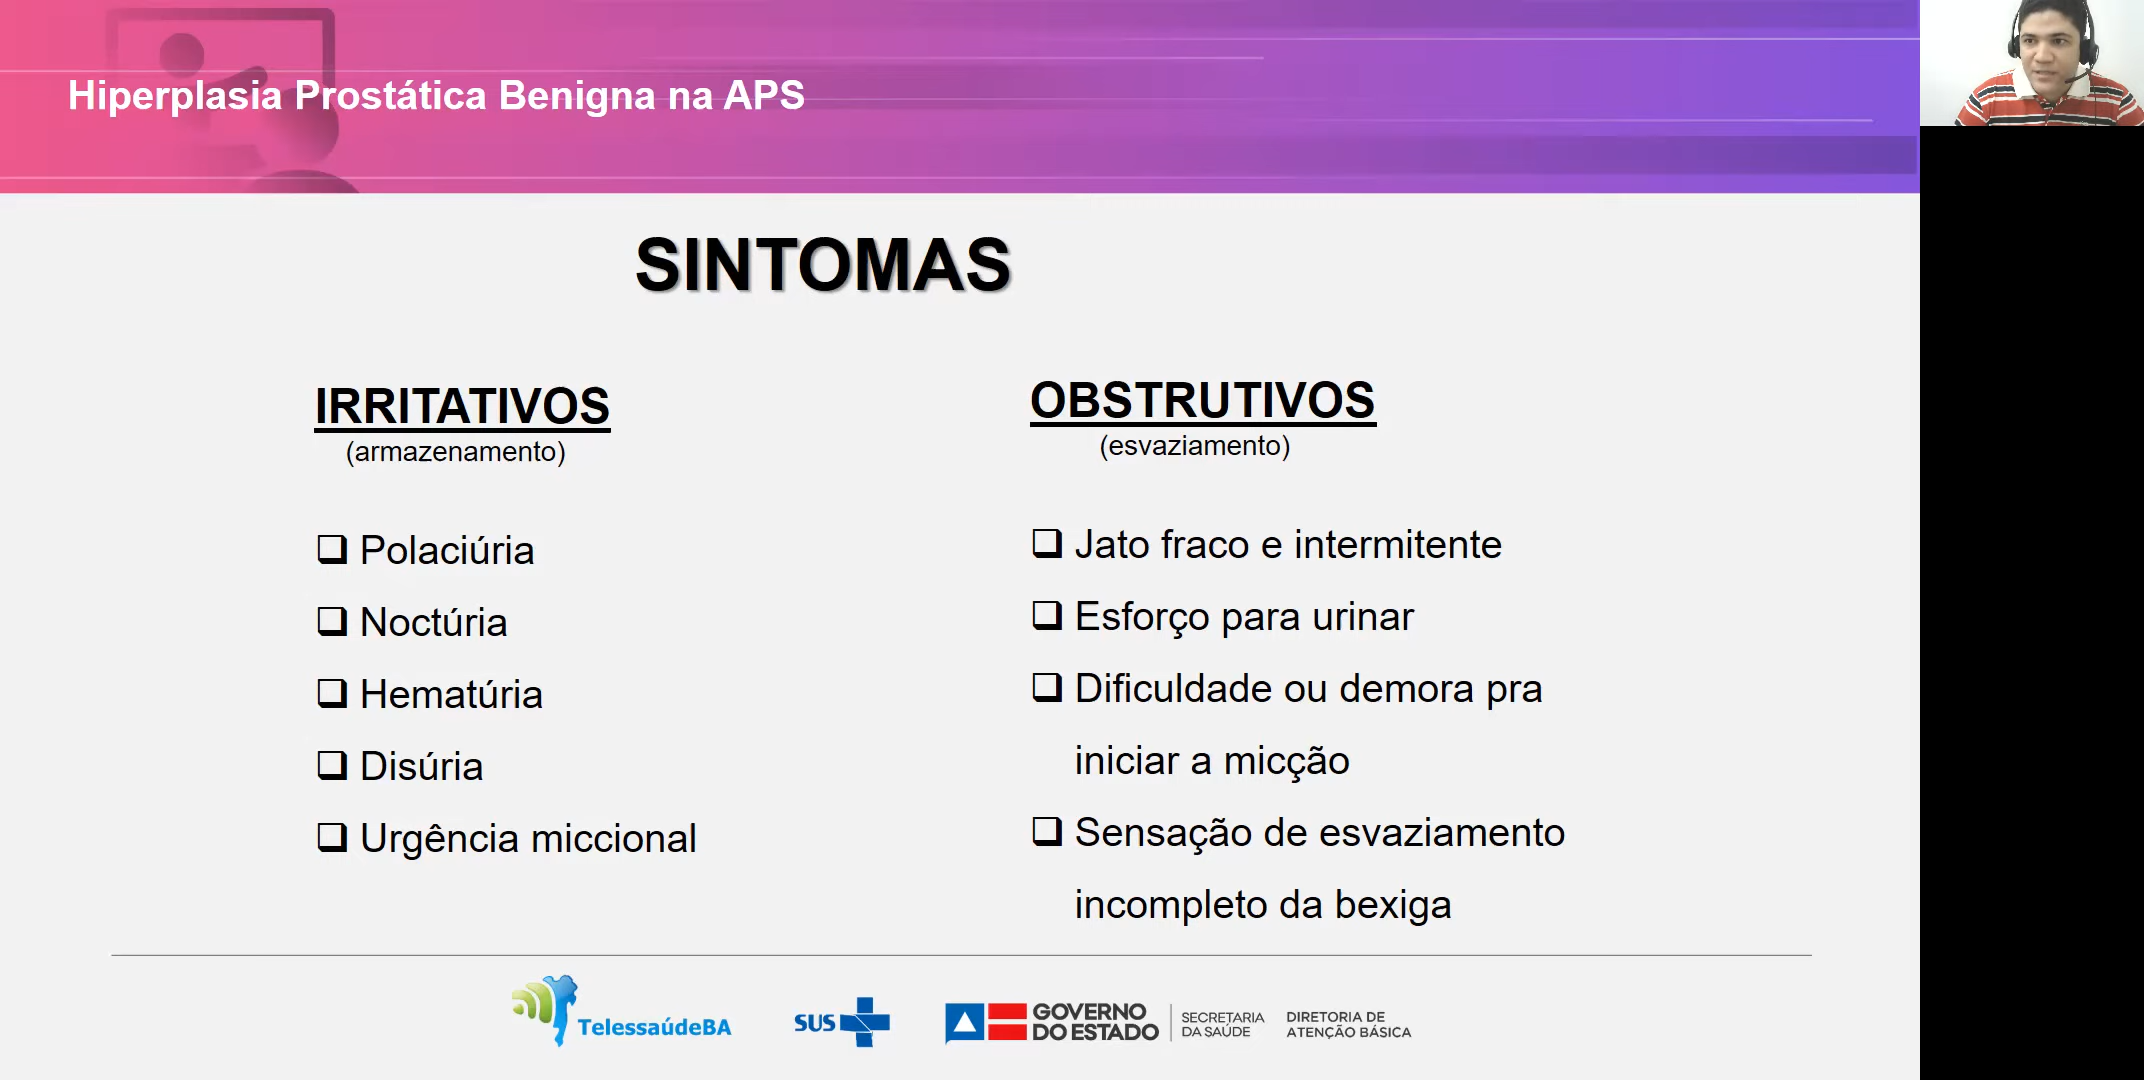 Hiperplasia Prostática Benigna na APS
SINTOMAS
IRRITATIVOS
(armazenamento)
Polaciúria
Noctúria
Hematúria
Disúria
Urgência miccional
OBSTRUTIVOS
(esvaziamento)
Jato fraco e intermitente
Esforço para urinar
Dificuldade ou demora pra
iniciar a micção
Sensação de esvaziamento
incompleto da bexiga
TelessaúdeBA
SUS
GOVERNO
DO ESTADO
SECRETARIA
DA SAÚDE
DIRETORIA DE
ATENÇÃO BÁSICA